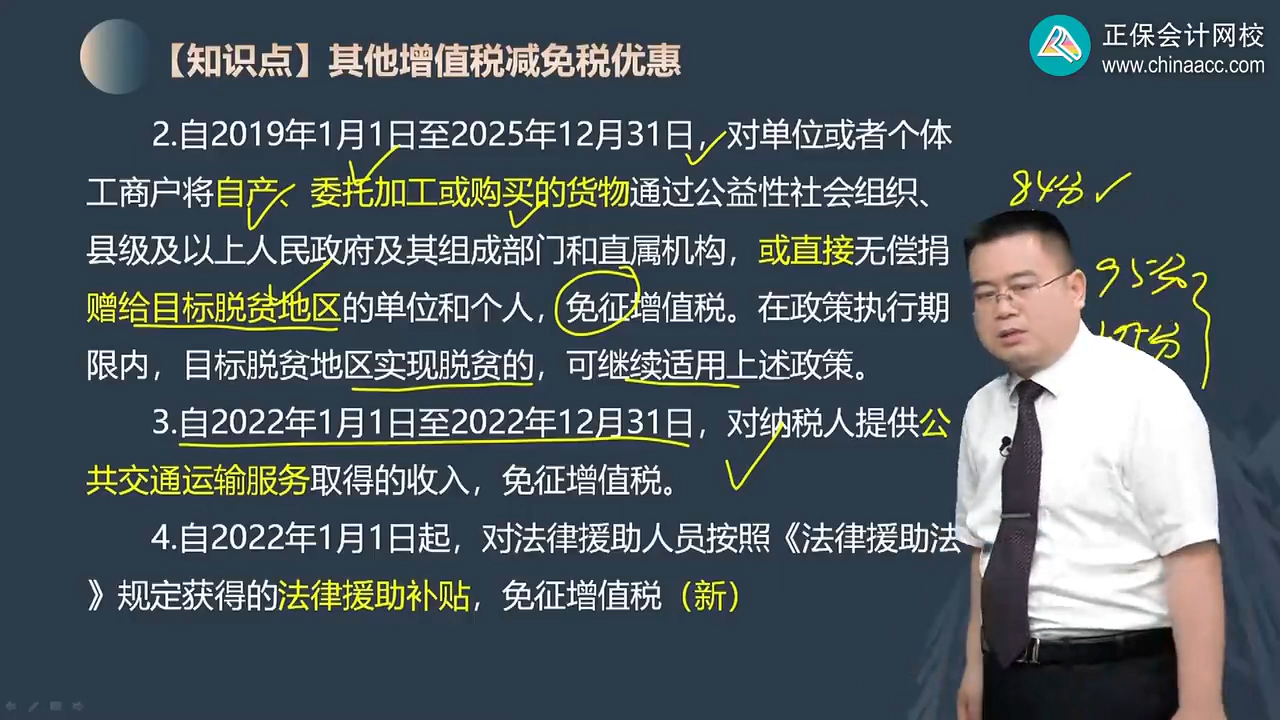 【知识点】其他增值税减免税优惠
正保会计网校
www.chinaacc.com
2.自2019年1月1日至2025年12月31日，对单位或者个体
工商户将自产、委托加工或购买的货物通过公益性社会组织、
县级及以上人民政府及其组成部门和直属机构，或直接无偿捐
赠给目标脱贫地区的单位和个人，免征增值税。在政策执行期
限内，目标脱贫地区实现脱贫的，可继续适用上述政策。
3.自2022年1月1日至2022年12月31日，对纳税人提供公
共交通运输服务取得的收入，免征增值税。
4.自2022年1月1日起，对法律援助人员按照《法律援助法
》规定获得的法律援助补贴，免征增值税（新）
84分
95分